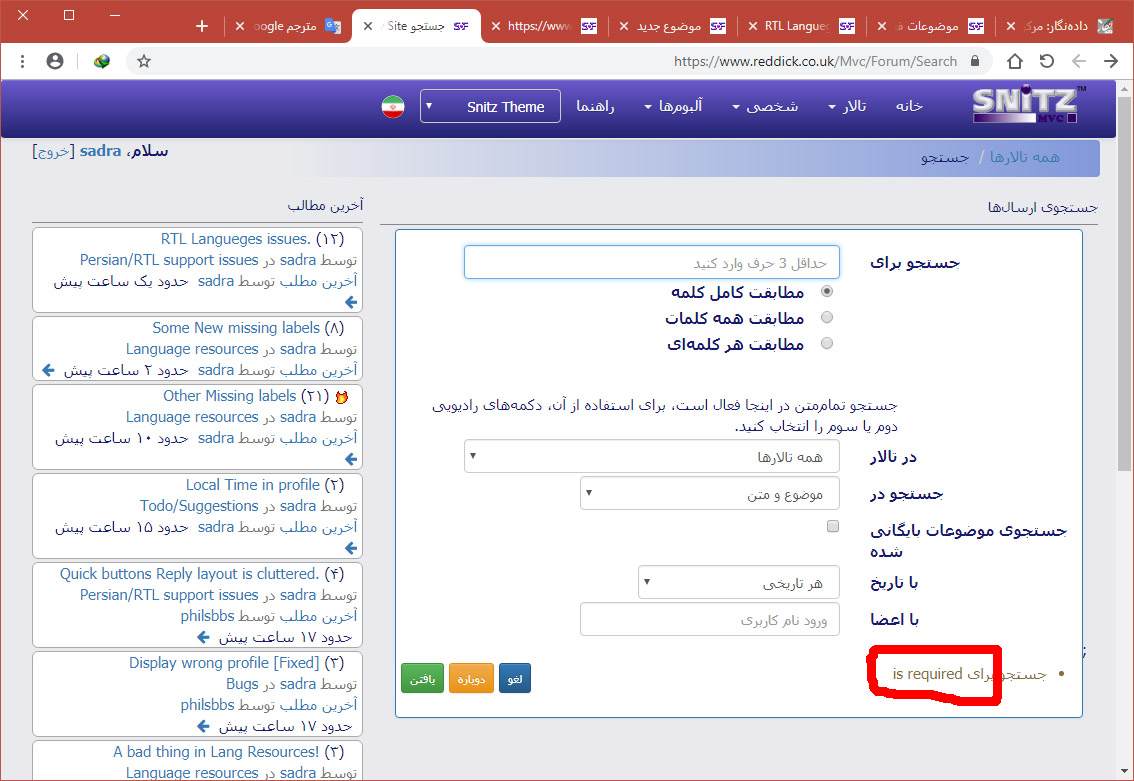 داده‌نگار: مرک
موضوعات ف
RTL Langueg
موضوع جدید
https://www
جستجو Site
مترجم oogle
https://www.reddick.co.uk/Mvc/Forum/Search
SNiTZ™
MVC
خانه
تالار
شخصی
آلبوم‌ها
راهنما
Snitz Theme
همه تالارها / جستجو
سلام، sadra [خروج]
جستجوی ارسال‌ها
جستجو برای
حداقل 3 حرف وارد کنید
مطابقت کامل کلمه
مطابقت همه کلمات
مطابقت هر کلمه‌ای
جستجو تمام‌متن در اینجا فعال است، برای استفاده از آن، دکمه‌های رادیویی
دوم یا سوم را انتخاب کنید.
در تالار
همه تالارها
جستجو در
موضوع و متن
جستجوی موضوعات بایگانی
شده
با تاریخ
هر تاریخی
با اعضا
ورود نام کاربری
;
• جستجو برای is required
لغو
دوباره
یافتن
آخرین مطالب
(۱۲) RTL Langueges issues.
توسط sadra در Persian/RTL support issues
آخرین مطلب توسط sadra حدود یک ساعت پیش
(۸) Some New missing labels
توسط sadra در Language resources
آخرین مطلب توسط sadra حدود ۲ ساعت پیش
(۲۱) Other Missing labels
توسط sadra در Language resources
آخرین مطلب توسط sadra حدود ۱۰ ساعت پیش
(۲) Local Time in profile
توسط sadra در Todo/Suggestions
آخرین مطلب توسط sadra حدود ۱۵ ساعت پیش
(۴) Quick buttons Reply layout is cluttered.
توسط sadra در Persian/RTL support issues
آخرین مطلب توسط philsbbs
حدود ۱۷ ساعت پیش
(۳) Display wrong profile [Fixed]
توسط sadra در Bugs
آخرین مطلب توسط philsbbs
حدود ۱۷ ساعت پیش
(۳) A bad thing in Lang Resources!
توسط sadra در Language resources